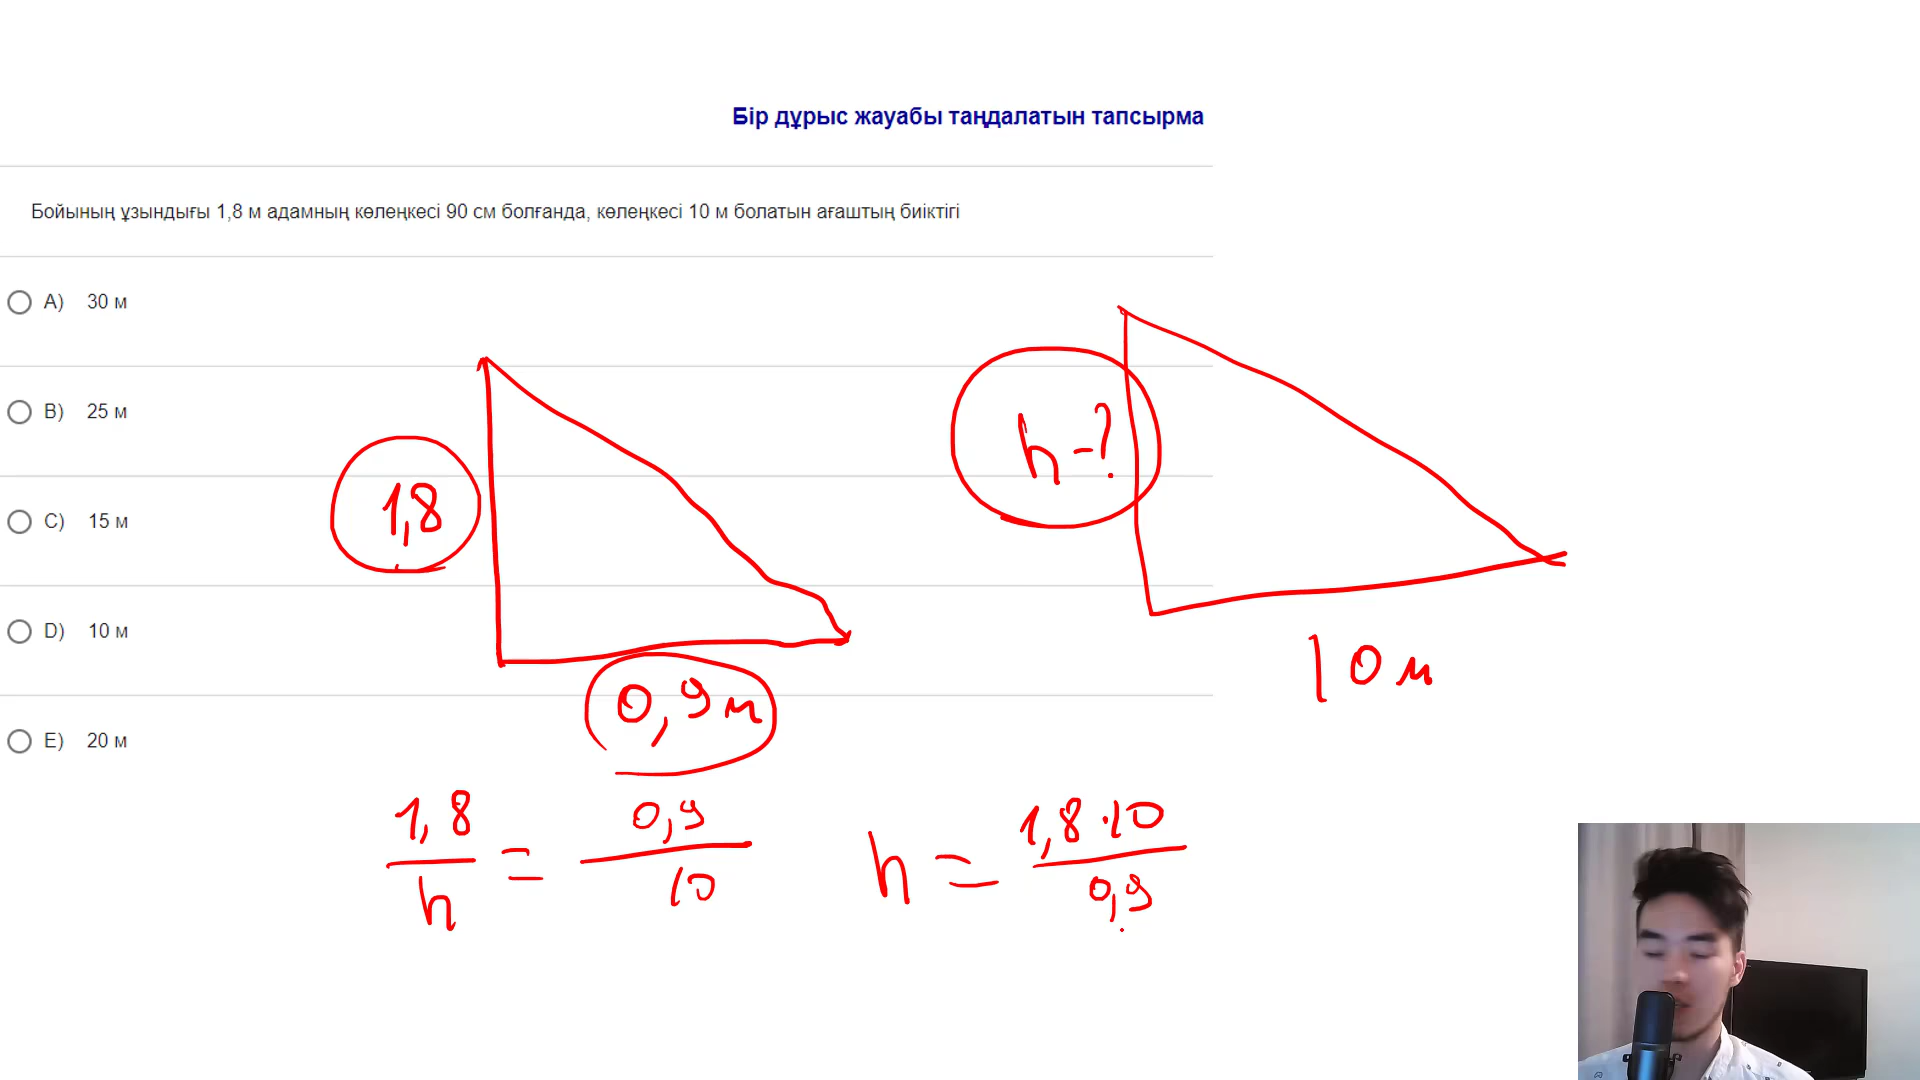 Бір дұрыс жауабы таңдалатын тапсырма
Бойының ұзындығы 1,8 м адамның көлеңкесі 90 см болғанда, көлеңкесі 10 м болатын ағаштың биіктігі
A) 30 м
B) 25 м
C) 15 м
D) 10 м
E) 20 м
1,8
0,9м
h-?
10м
1,8/h = 0,9/10
h = 1,8·10/0,9